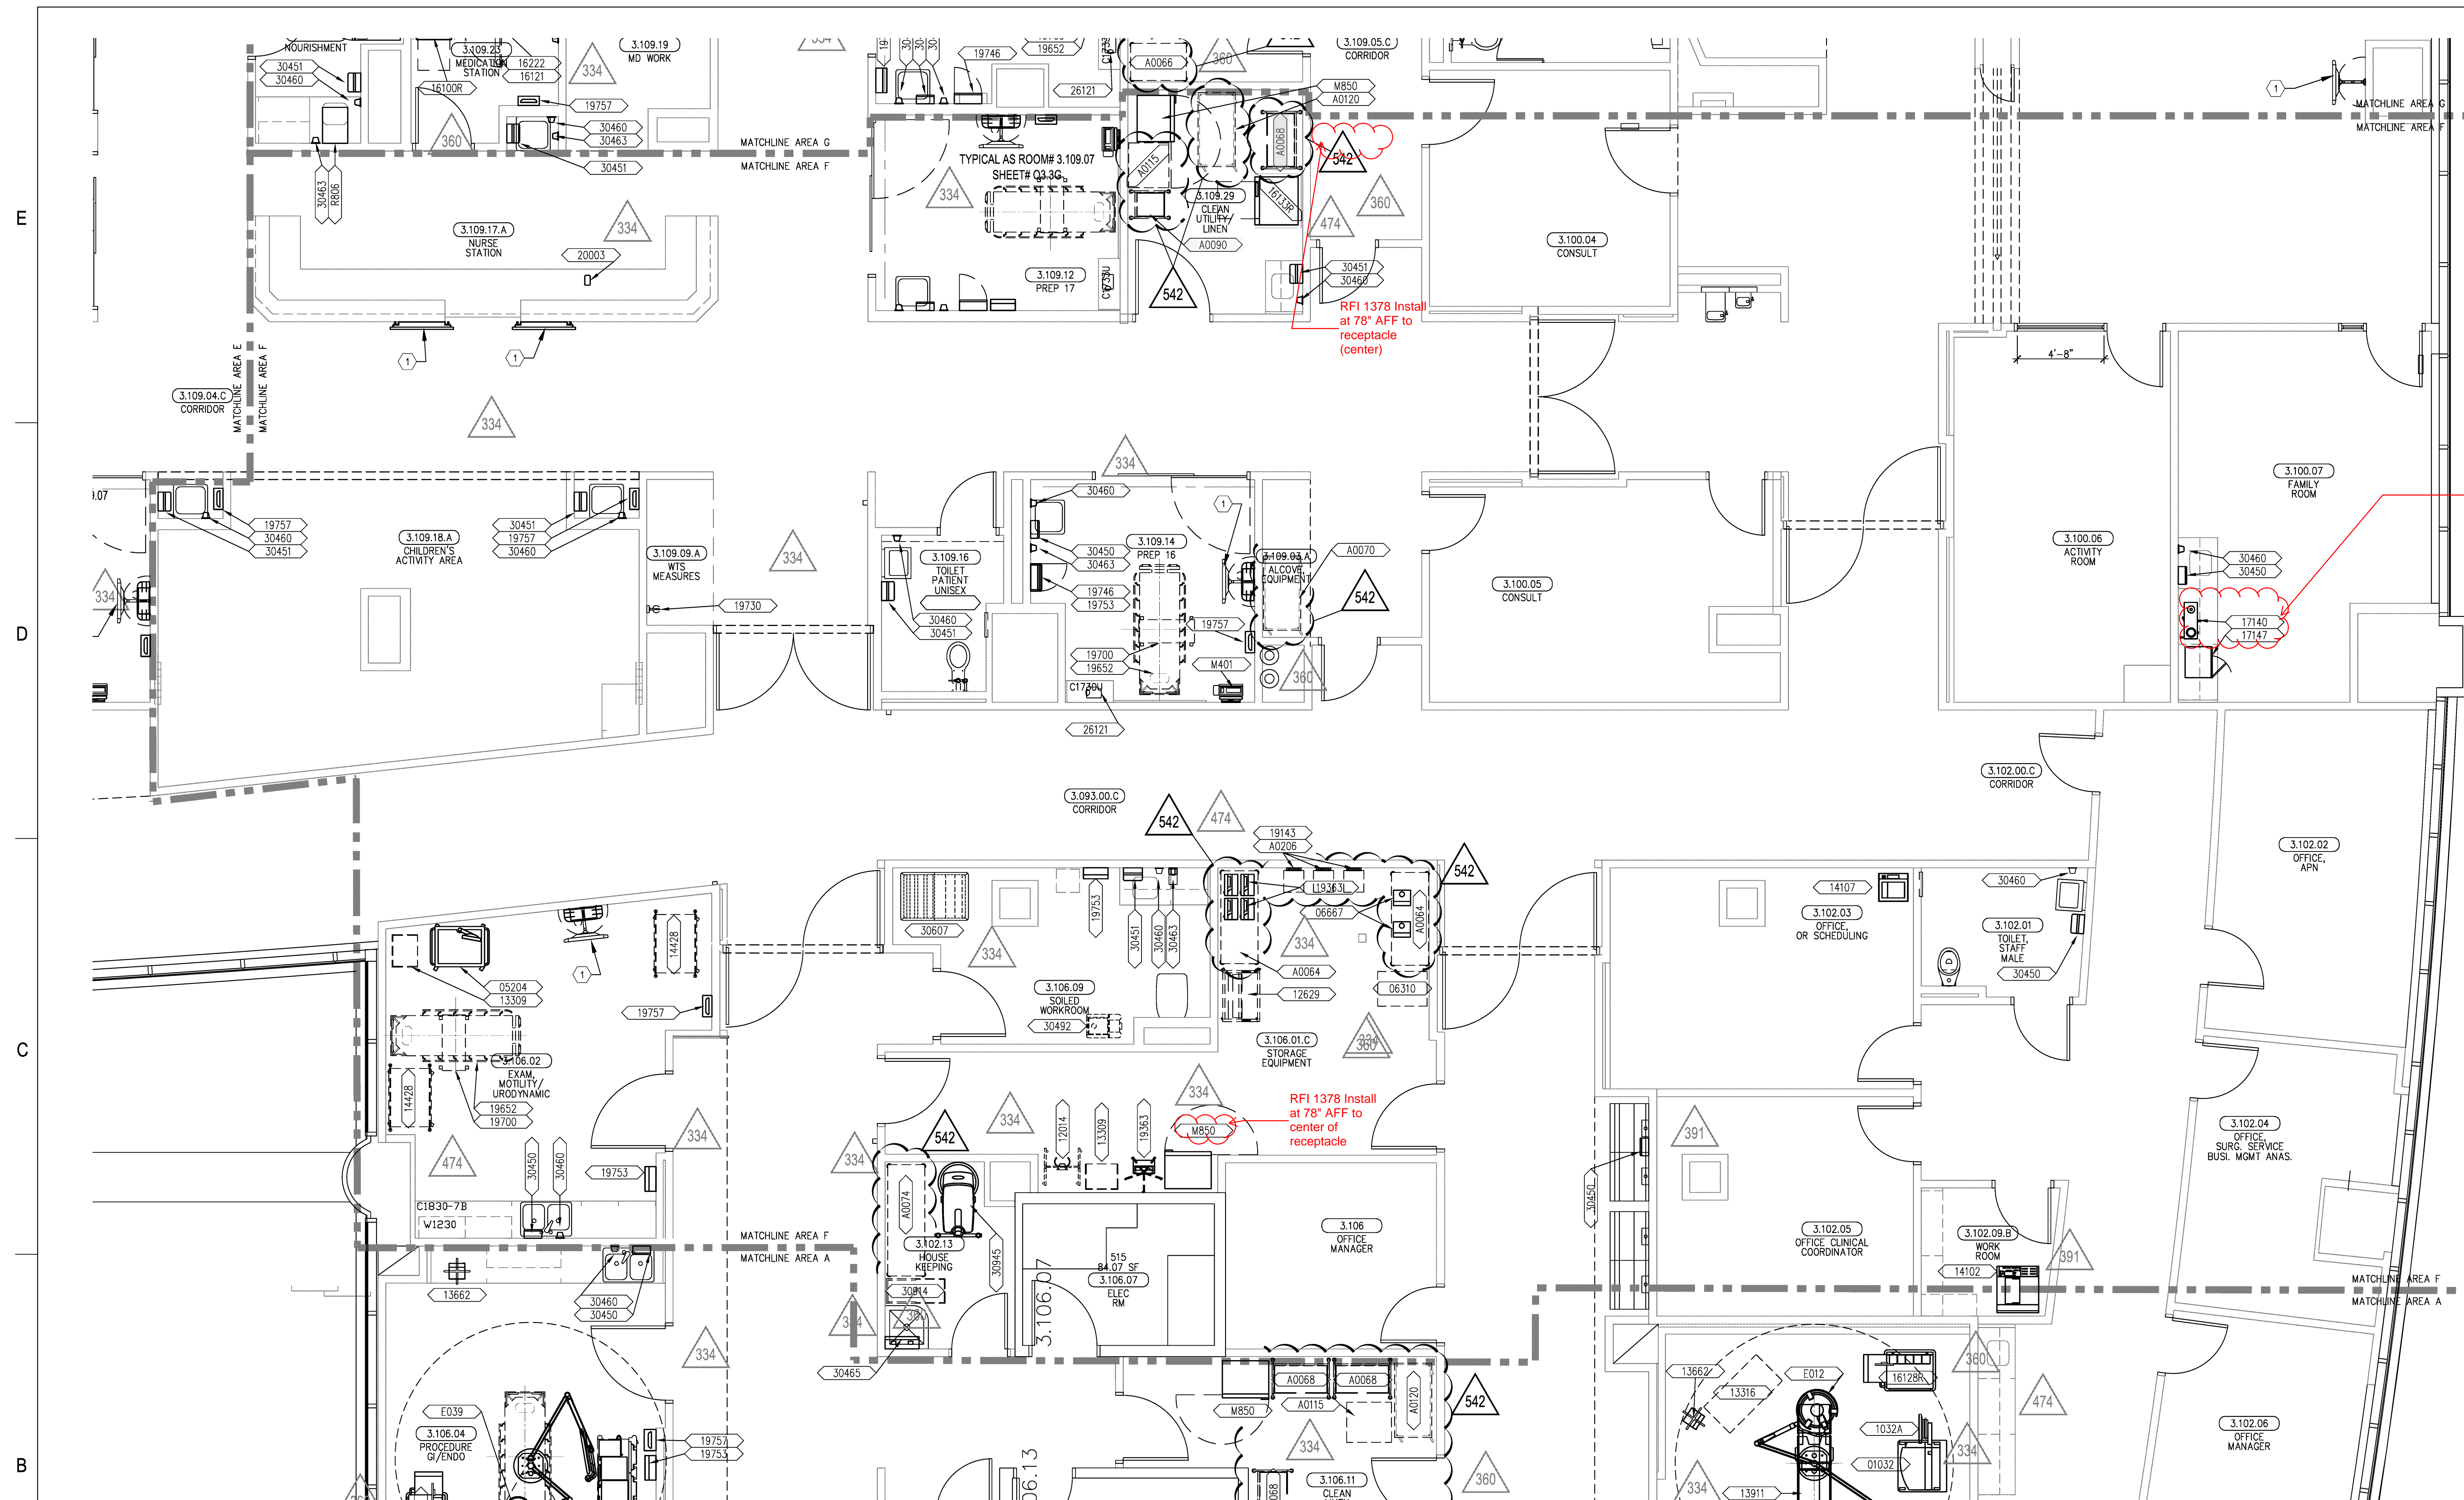 NOURISHMENT
30451
30460
16100R
3.109.23
MEDICATION
STATION
16222
16121
334
3.109.19
MD WORK
19757
30460
30463
30451
360
30463
R806
MATCHLINE AREA G
MATCHLINE AREA F
19746
19652
26121
A0066
360
3.109.05.C
CORRIDOR
M850
A0120
A0068
A0115
542
TYPICAL AS ROOM# 3.109.07
SHEET# Q3.3G
334
3.109.29
CLEAN
UTILITY/
LINEN
16133R
474
360
A0090
542
3.109.12
PREP 17
30451
30460
RFI 1378 Install
at 78" AFF to
receptacle
(center)
3.100.04
CONSULT
1
MATCHLINE AREA G
MATCHLINE AREA F
E
3.109.17.A
NURSE
STATION
334
20003
1
1
MATCHLINE AREA E
MATCHLINE AREA F
3.109.04.C
CORRIDOR
334
4'-8"
3.100.07
FAMILY
ROOM
3.100.06
ACTIVITY
ROOM
30460
30450
17140
17147
19757
30460
30451
3.109.18.A
CHILDREN'S
ACTIVITY AREA
30451
19757
30460
3.109.09.A
WTS
MEASURES
334
19730
334
3.109.16
TOILET
PATIENT
UNISEX
30460
30451
334
30460
30450
30463
19746
19753
3.109.14
PREP 16
1
3.109.03.A
ALCOVE
EQUIPMENT
A0070
542
19757
19700
19652
M401
360
C1730U
26121
3.100.05
CONSULT
D
3.093.00.C
CORRIDOR
542
474
19143
A0206
542
19363
06667
A0064
334
A0064
12629
06310
3.106.01.C
STORAGE
EQUIPMENT
30607
19753
30451
30460
30463
334
3.106.09
SOILED
WORKROOM
30492
3.102.00.C
CORRIDOR
3.102.02
OFFICE,
APN
14107
3.102.03
OFFICE,
OR SCHEDULING
30460
3.102.01
TOILET,
STAFF
MALE
30450
14428
1
05204
13309
19757
3.106.02
EXAM,
MOTILITY/
URODYNAMIC
14428
19652
19700
474
30450
30460
19753
334
C1830-7B
W1230
C
334
334
RFI 1378 Install
at 78" AFF to
center of
receptacle
M850
12014
13309
19363
334
542
A0074
3.102.13
HOUSE
KEEPING
30945
30914
30465
515
84.07 SF
3.106.07
ELEC
RM
3.106.07
3.106
OFFICE
MANAGER
30450
391
3.102.05
OFFICE CLINICAL
COORDINATOR
3.102.04
OFFICE,
SURG. SERVICE
BUSI. MGMT ANAS.
3.102.09.B
WORK
ROOM
391
14102
MATCHLINE AREA F
MATCHLINE AREA A
MATCHLINE AREA F
MATCHLINE AREA A
13662
30460
30450
334
E039
3.106.04
PROCEDURE
GI/ENDO
19757
19753
B
A0068
A0068
A0115
A0120
M850
542
334
360
3.106.11
CLEAN
13662
13316
E012
16128R
360
474
1032A
01032
334
334
13911
3.102.06
OFFICE
MANAGER